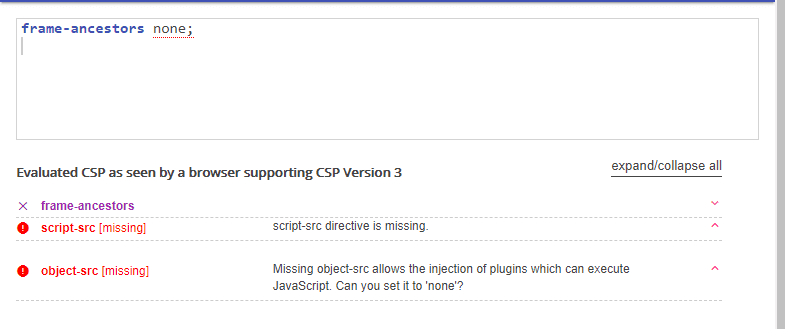 frame-ancestors none;
Evaluated CSP as seen by a browser supporting CSP Version 3
expand/collapse all
frame-ancestors
script-src [missing]
script-src directive is missing.
object-src [missing]
Missing object-src allows the injection of plugins which can execute
JavaScript. Can you set it to 'none'?